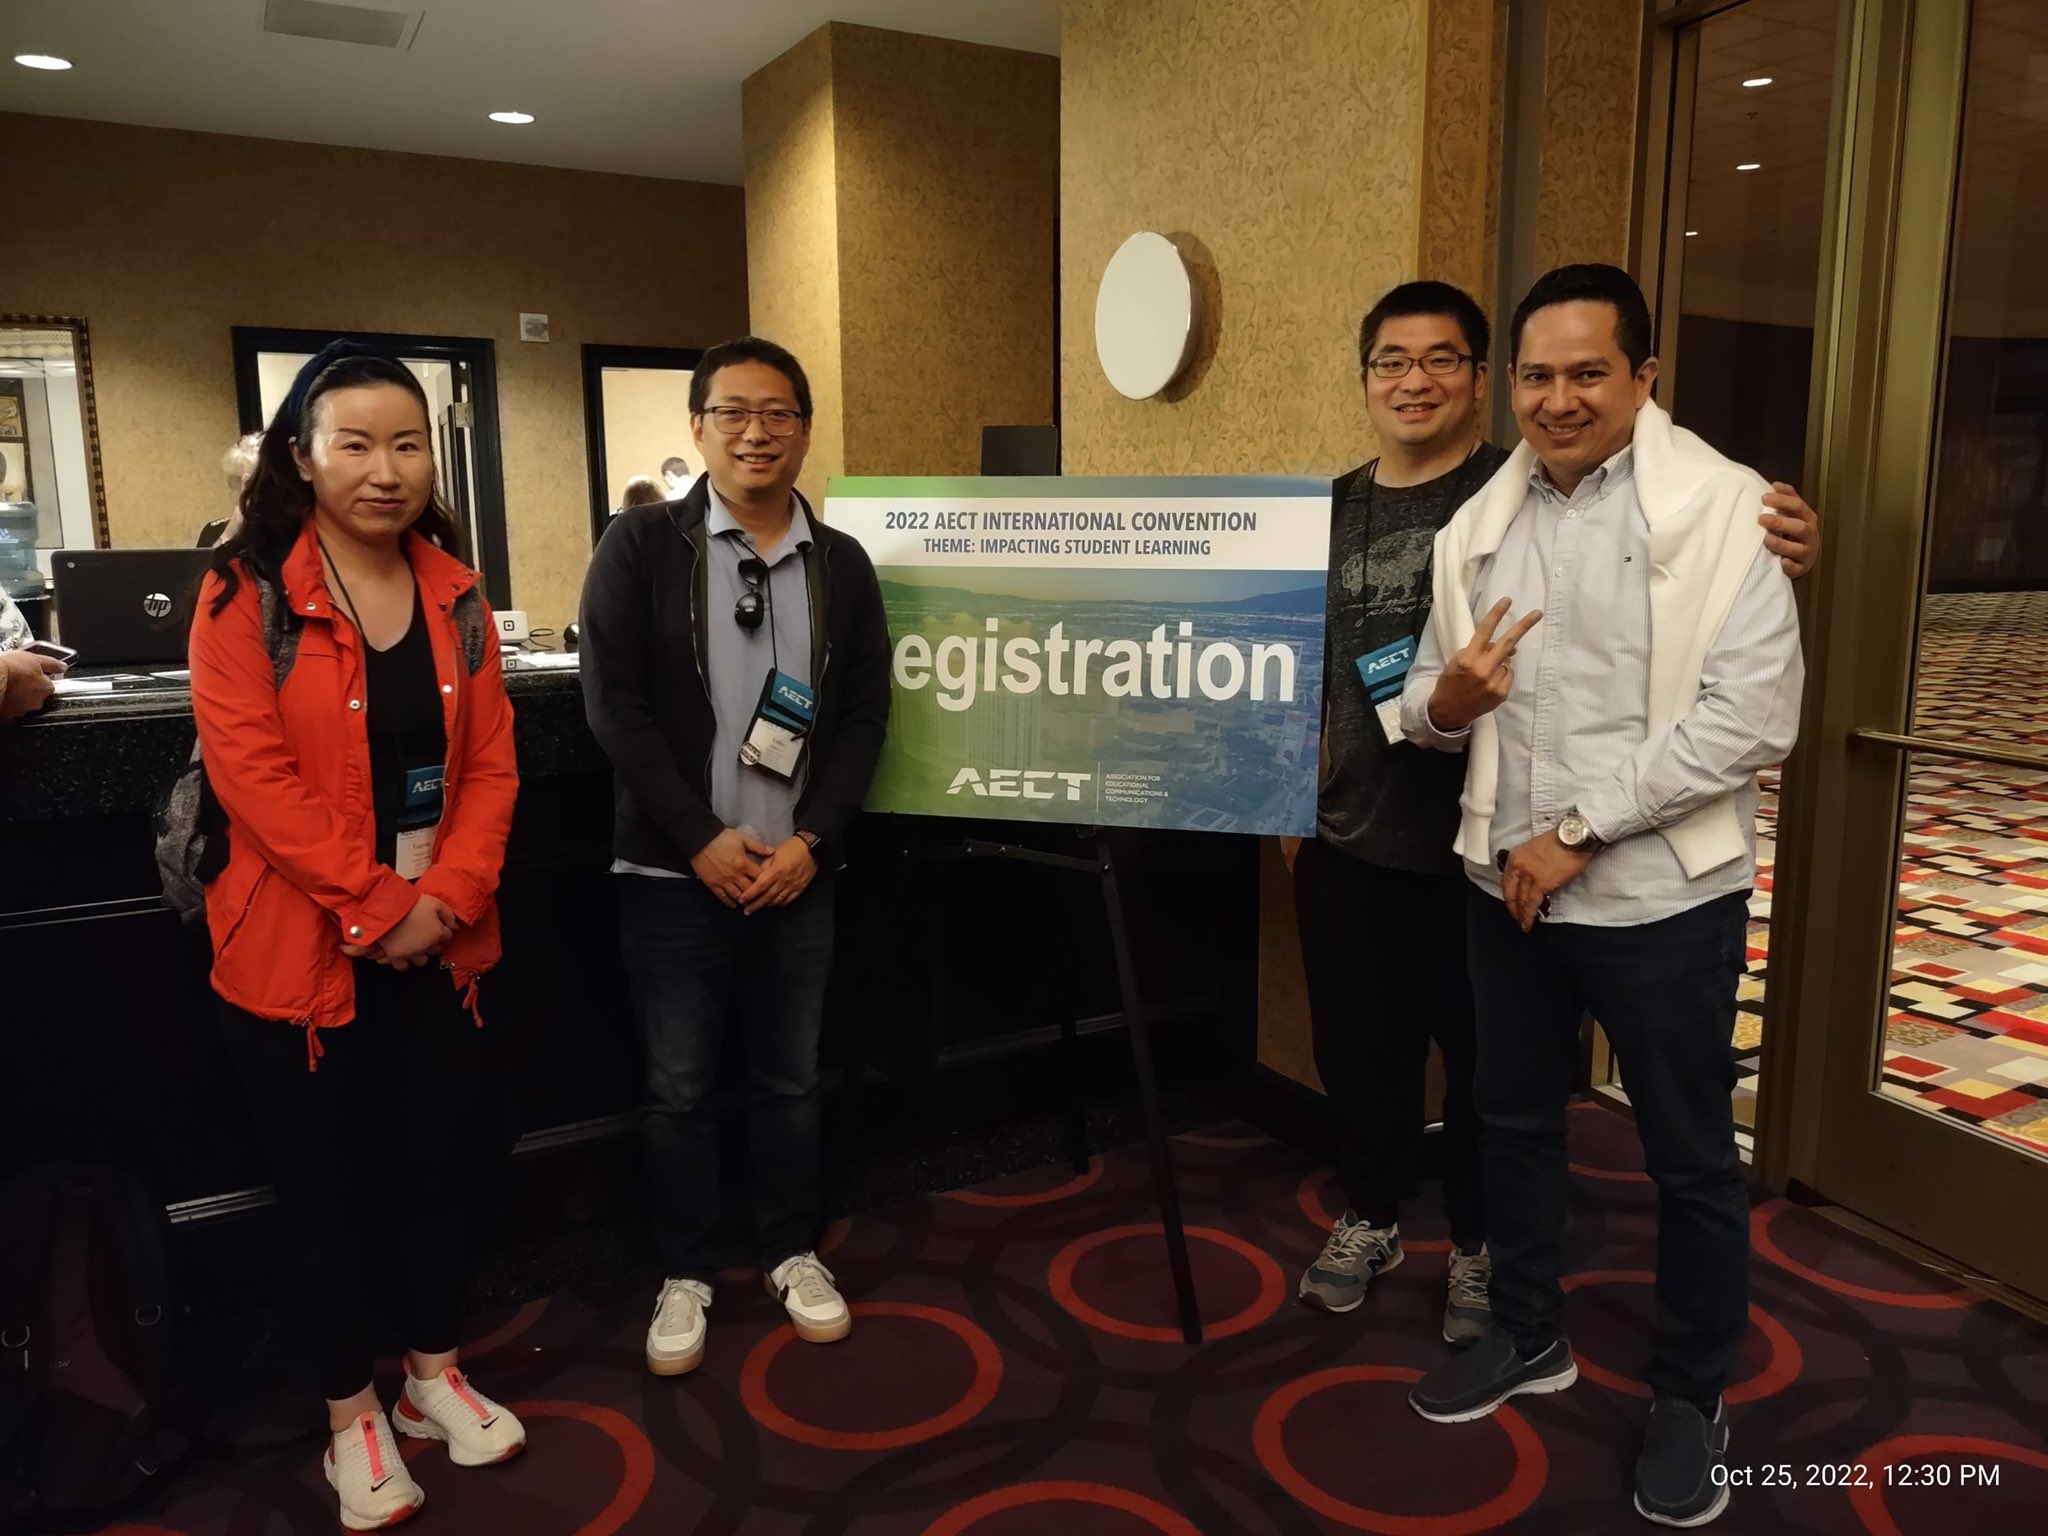 2022 AECT INTERNATIONAL CONVENTION
THEME: IMPACTING STUDENT LEARNING
egistration
AECT
ASSOCIATION FOR
EDUCATIONAL
COMMUNICATIONS &
TECHNOLOGY
hp
AECT
AECT
AECT
Oct 25, 2022, 12:30 PM